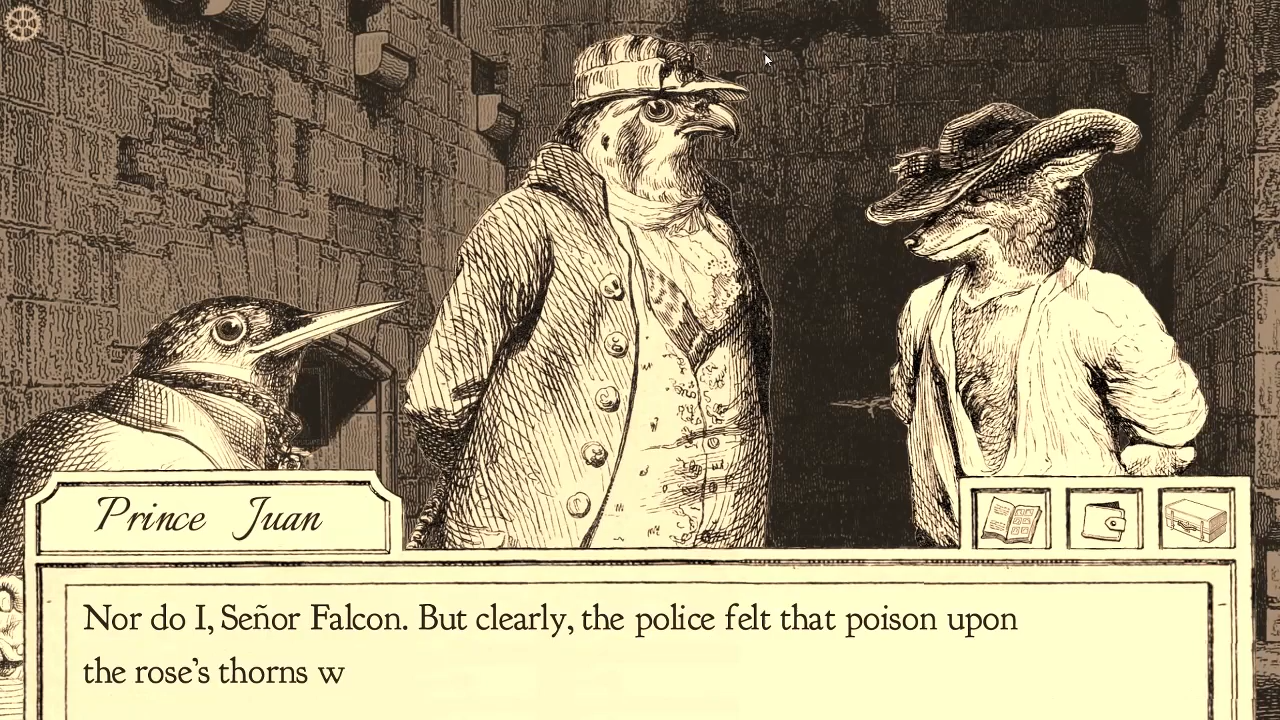 Prince Juan
Nor do I, Señor Falcon. But clearly, the police felt that poison upon
the rose's thorns w